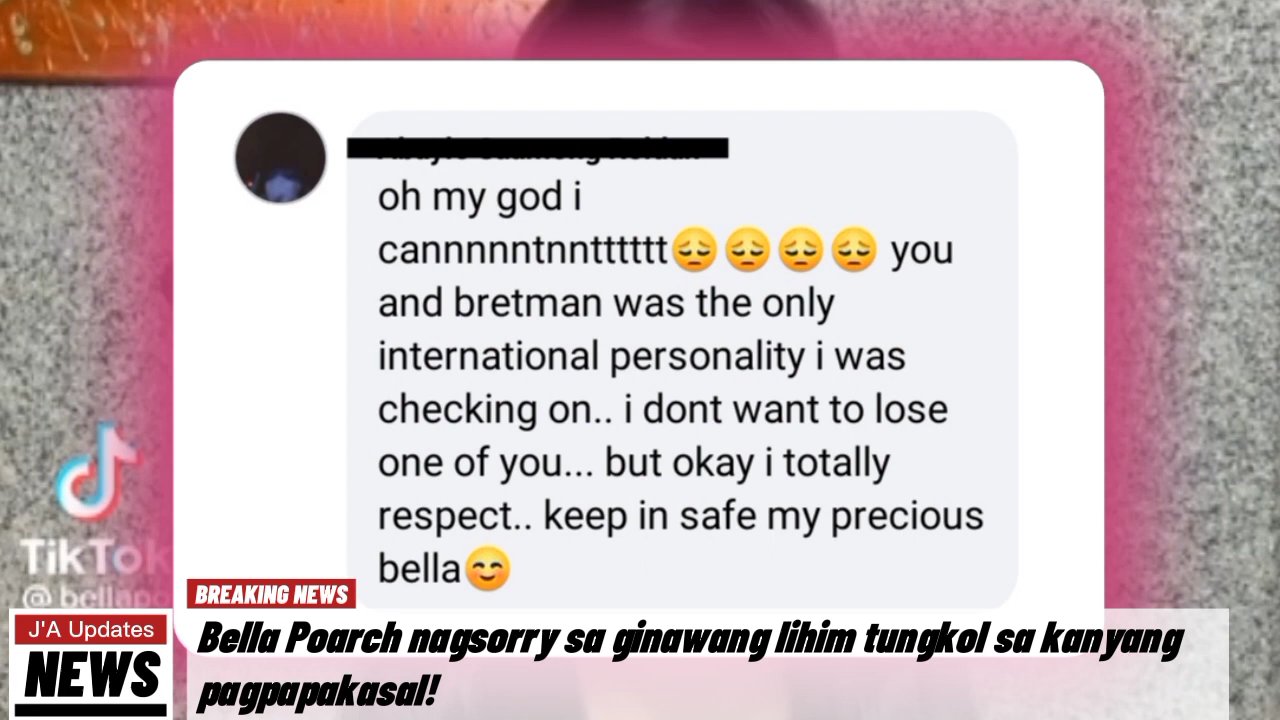 oh my god i
cannnnntnntttttt😔😔😔😔 you
and bretman was the only
international personality i was
checking on.. i dont want to lose
one of you... but okay i totally
respect.. keep in safe my precious
bella😊
TikTok
BREAKING NEWS
J'A Updates
NEWS
Bella Poarch nagsorry sa ginawang lihim tungkol sa kanyang
pagpapakasal!